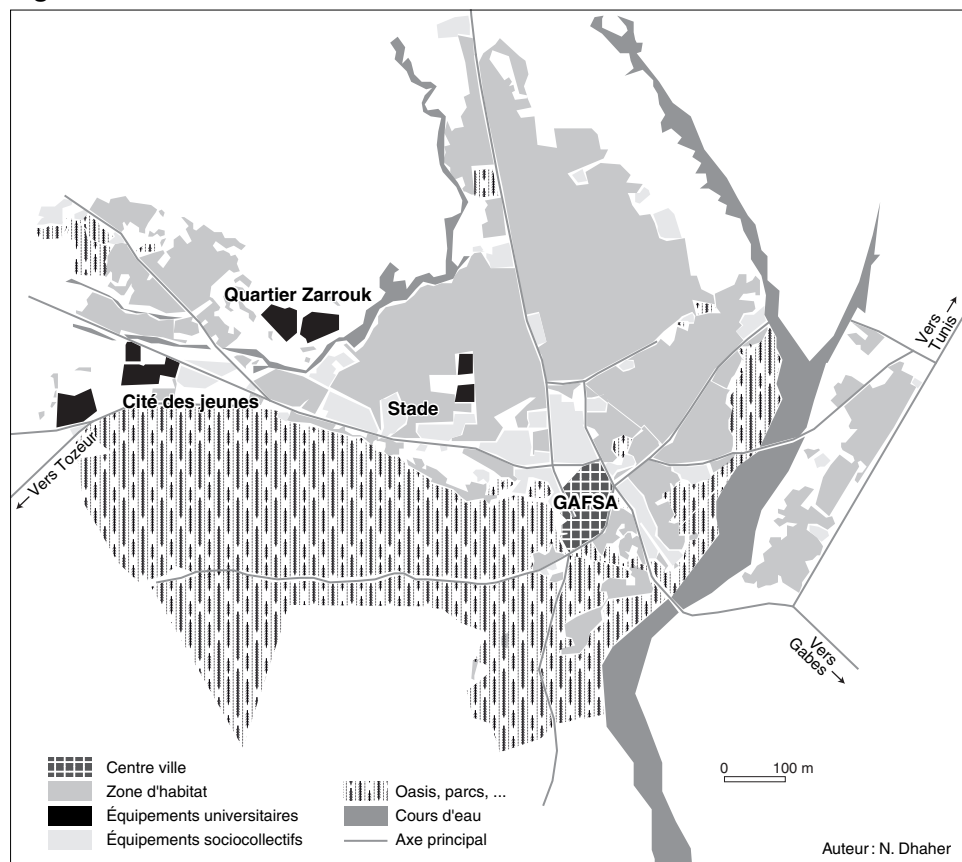 Quartier Zarrouk
Cité des jeunes
Stade
GAFSA
← Vers Tozeur
Vers
Tunis →
Vers
Gabes →
Centre ville
Zone d'habitat
Équipements universitaires
Équipements sociocollectifs
Oasis, parcs, ...
Cours d'eau
Axe principal
0 100 m
Auteur : N. Dhaher